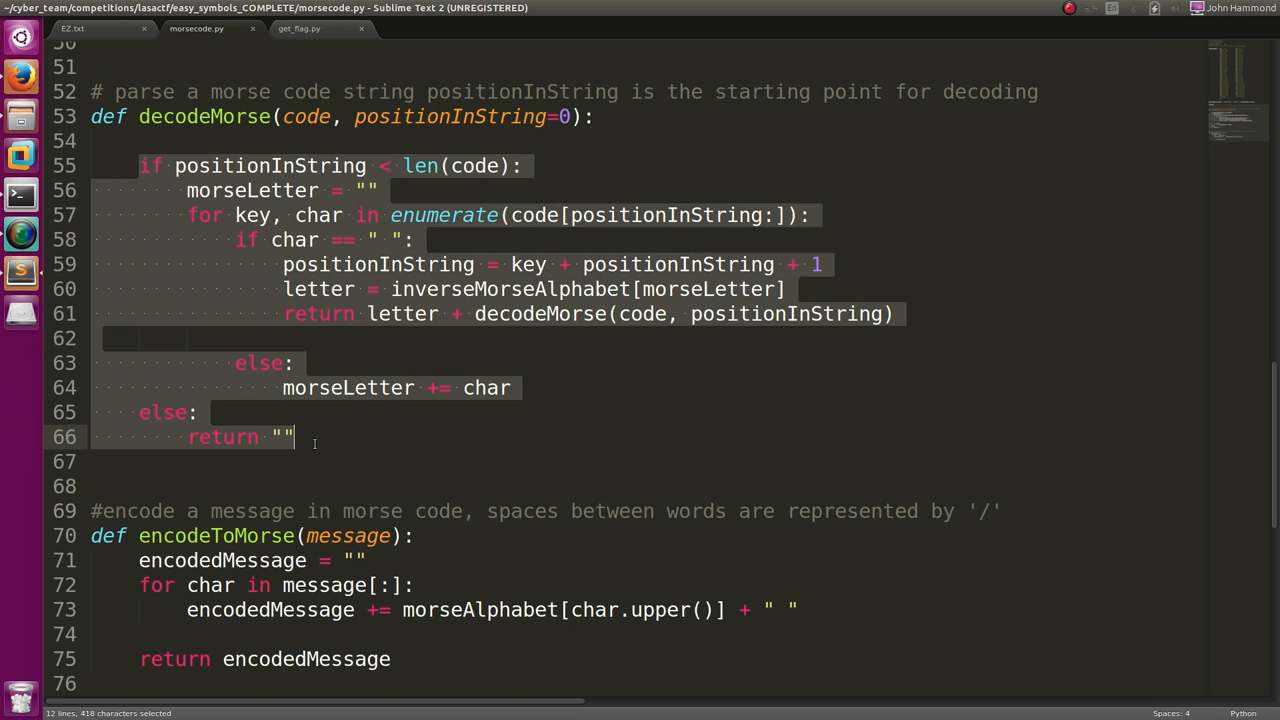 ~/cyber_team/competitions/lasactf/easy_symbols_COMPLETE/morsecode.py - Sublime Text 2 (UNREGISTERED)
En
John Hammond
EZ.txt × morsecode.py × get_flag.py ×
50
51
52 # parse a morse code string positionInString is the starting point for decoding
53 def decodeMorse(code, positionInString=0):
54
55 if positionInString < len(code):
56 morseLetter = ""
57 for key, char in enumerate(code[positionInString:]):
58 if char == " ":
59 positionInString = key + positionInString + 1
60 letter = inverseMorseAlphabet[morseLetter]
61 return letter + decodeMorse(code, positionInString)
62
63 else:
64 morseLetter += char
65 else:
66 return ""
67
68
69 #encode a message in morse code, spaces between words are represented by '/'
70 def encodeToMorse(message):
71 encodedMessage = ""
72 for char in message[:]:
73 encodedMessage += morseAlphabet[char.upper()] + " "
74
75 return encodedMessage
76
12 lines, 418 characters selected
Spaces: 4
Python